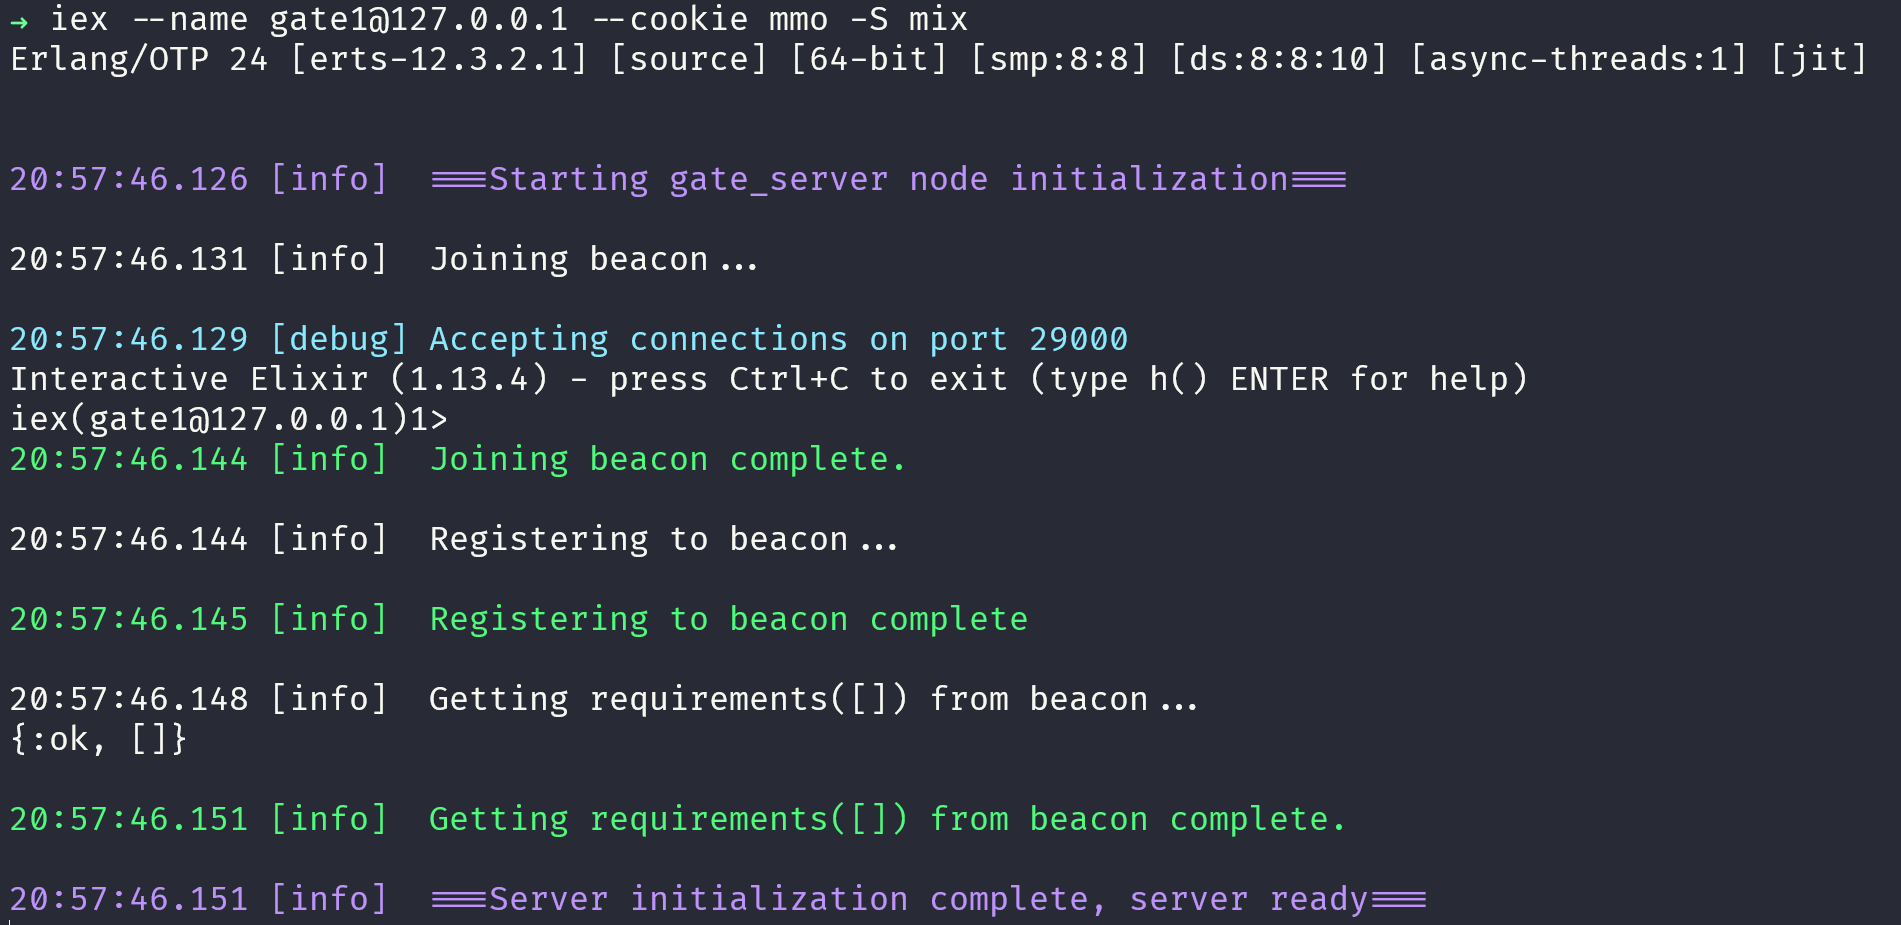 → iex --name gate1@127.0.0.1 --cookie mmo -S mix
Erlang/OTP 24 [erts-12.3.2.1] [source] [64-bit] [smp:8:8] [ds:8:8:10] [async-threads:1] [jit]
20:57:46.126 [info]  ===Starting gate_server node initialization===
20:57:46.131 [info]  Joining beacon...
20:57:46.129 [debug] Accepting connections on port 29000
Interactive Elixir (1.13.4) - press Ctrl+C to exit (type h() ENTER for help)
iex(gate1@127.0.0.1)1>
20:57:46.144 [info]  Joining beacon complete.
20:57:46.144 [info]  Registering to beacon...
20:57:46.145 [info]  Registering to beacon complete
20:57:46.148 [info]  Getting requirements([]) from beacon...
{:ok, []}
20:57:46.151 [info]  Getting requirements([]) from beacon complete.
20:57:46.151 [info]  ===Server initialization complete, server ready===